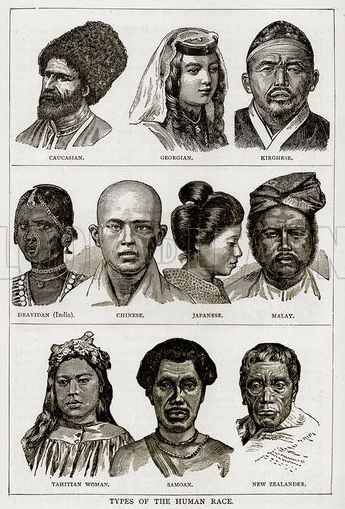 CAUCASIAN. GEORGIAN. KIRGHESE.
DRAVIDAN (India). CHINESE. JAPANESE. MALAY.
TAHITIAN WOMAN. SAMOAN. NEW ZEALANDER.
TYPES OF THE HUMAN RACE.